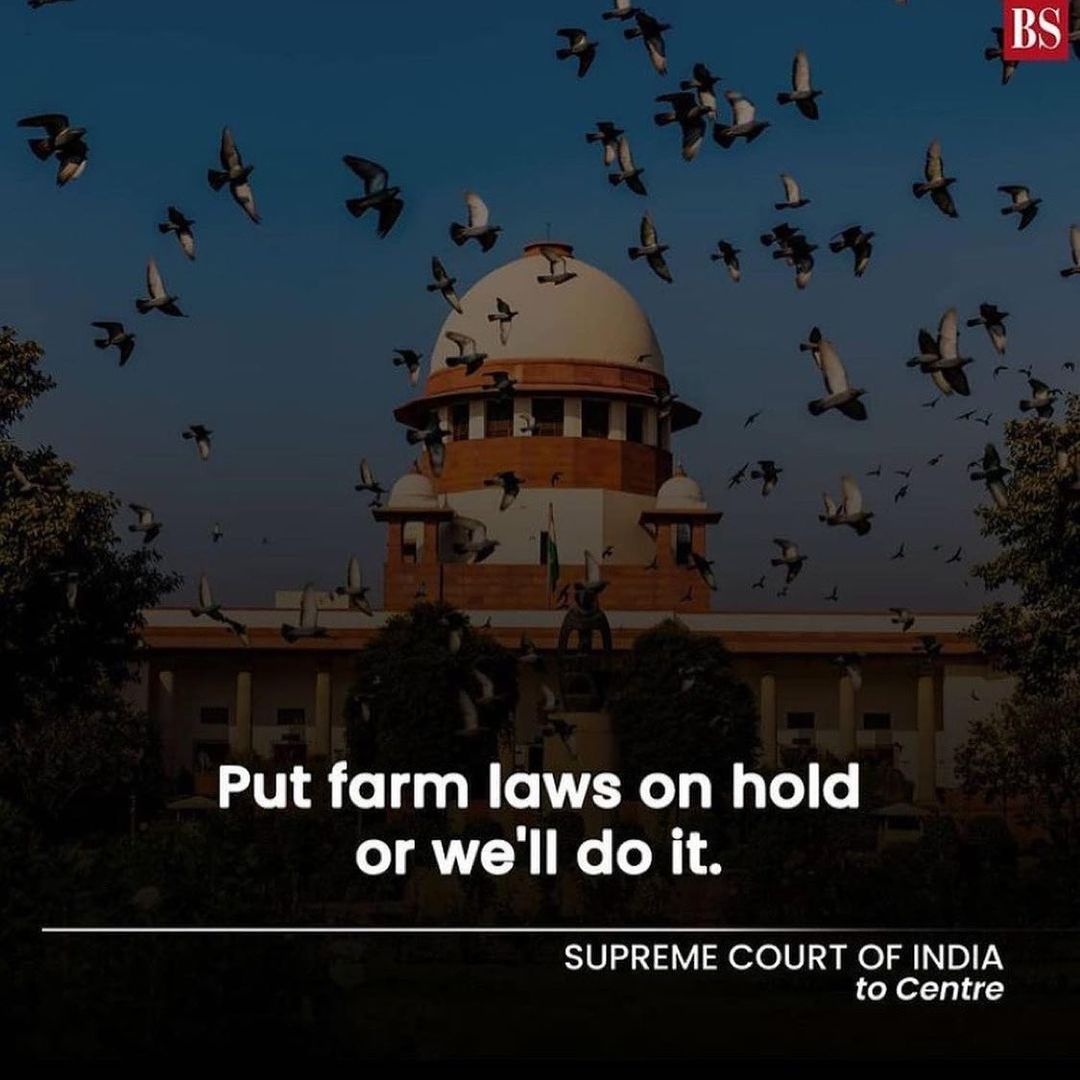 BS
Put farm laws on hold
or we'll do it.
SUPREME COURT OF INDIA
to Centre